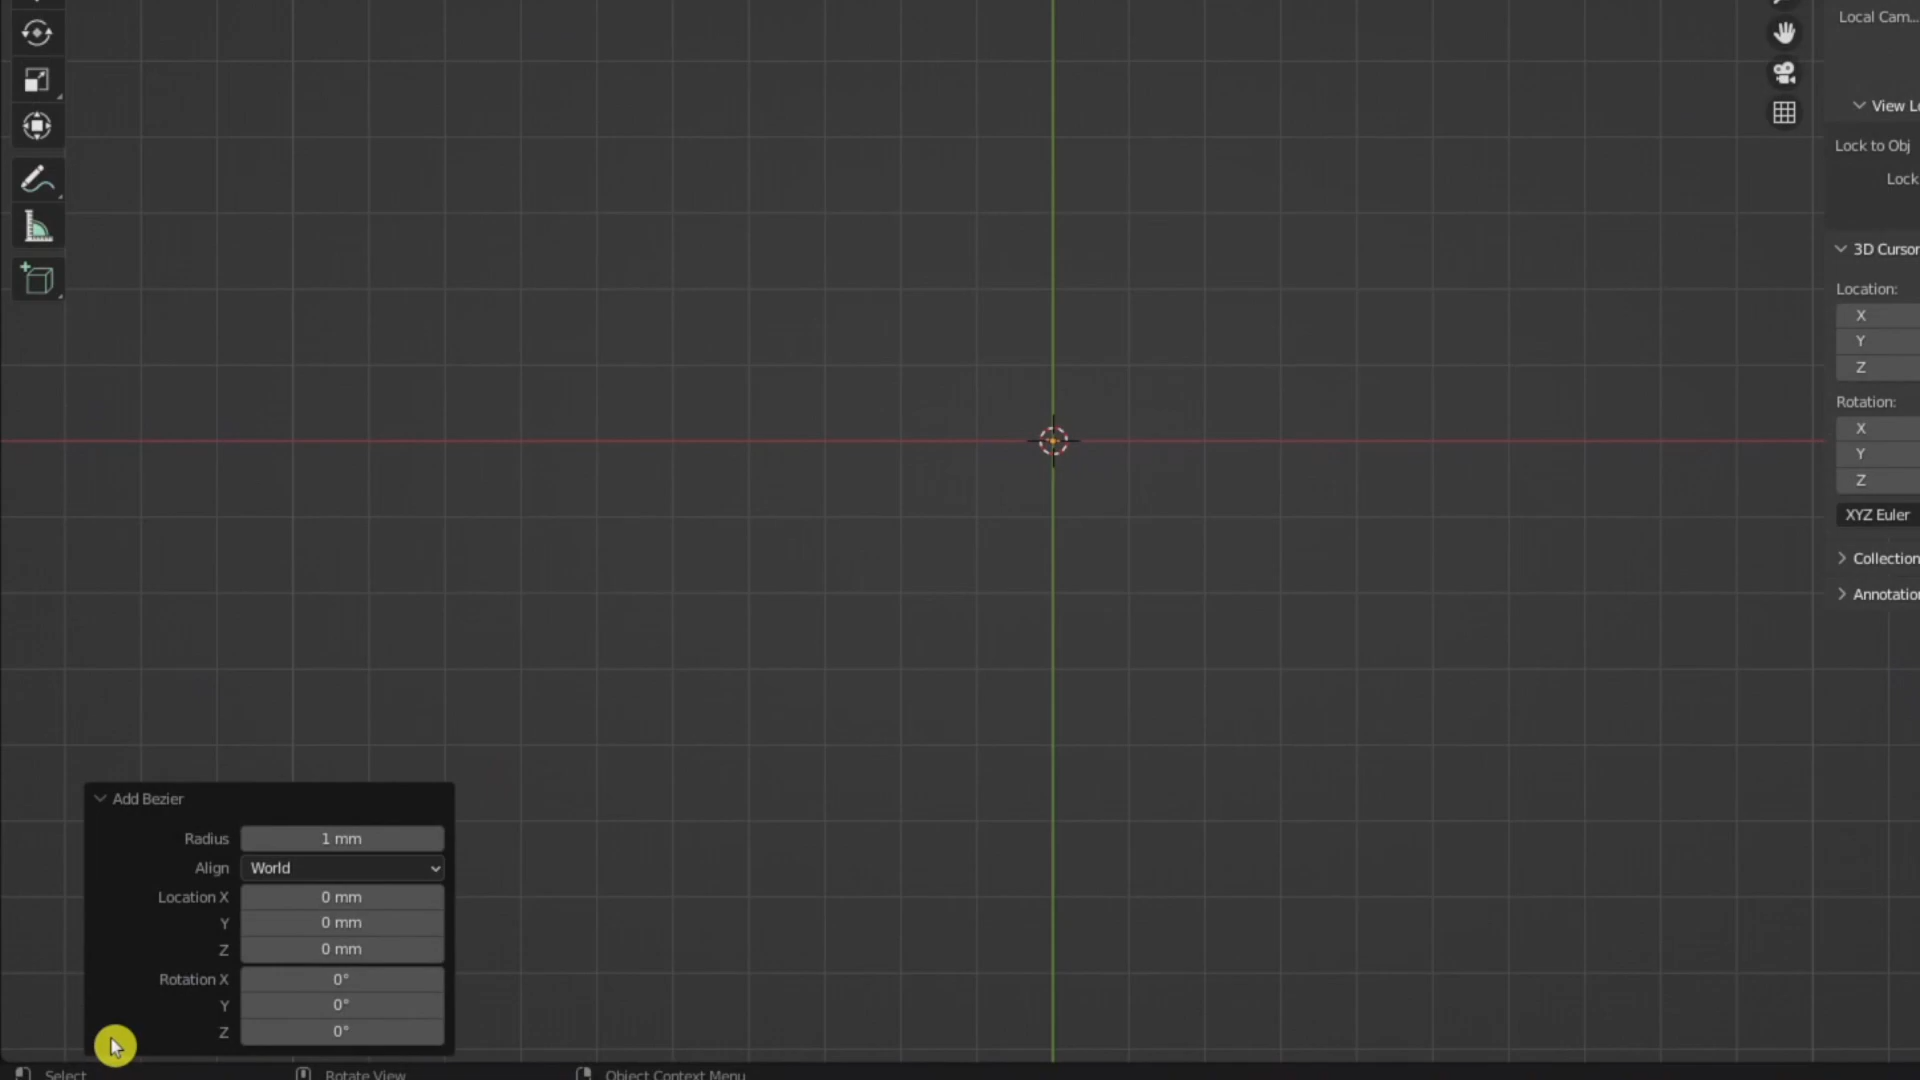 Local Cam...
View Lo
Lock to Obj
Lock
3D Cursor
Location:
X
Y
Z
Rotation:
X
Y
Z
XYZ Euler
Collection
Annotation
Add Bezier
Radius 1 mm
Align World
Location X 0 mm
Y 0 mm
Z 0 mm
Rotation X 0°
Y 0°
Z 0°
Select Rotate View Object Context Menu